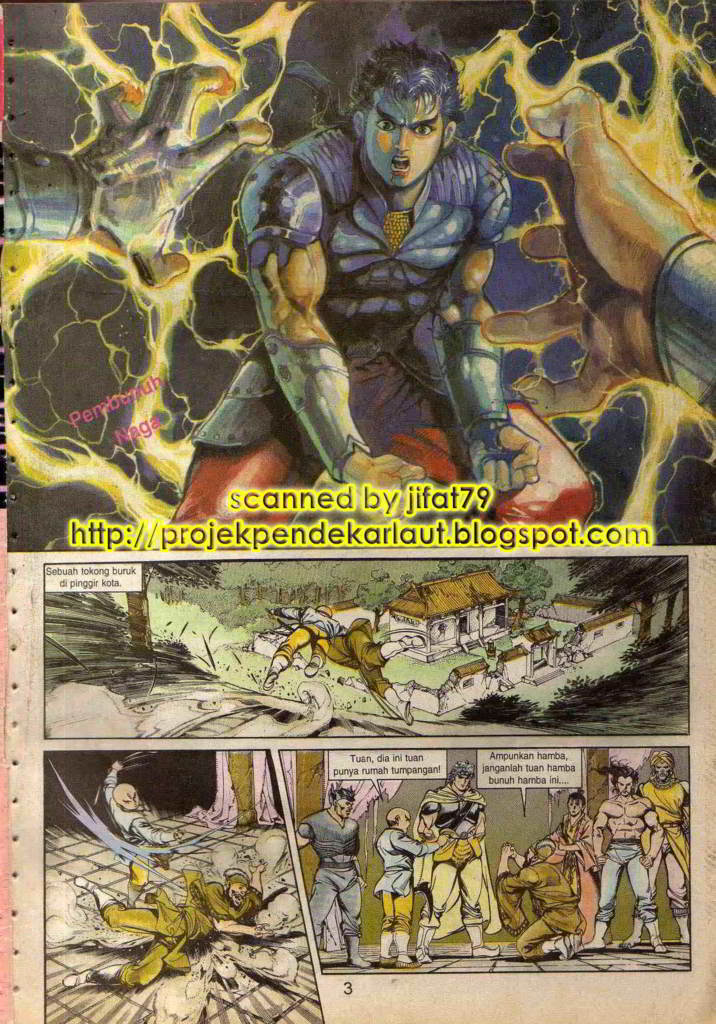 Pembunuh
Naga
scanned by jifat79
http://projekpendekarlaut.blogspot.com
Sebuah tokong buruk
di pinggir kota.
Tuan, dia ini tuan
punya rumah tumpangan!
Ampunkan hamba,
janganlah tuan hamba
bunuh hamba ini....
3